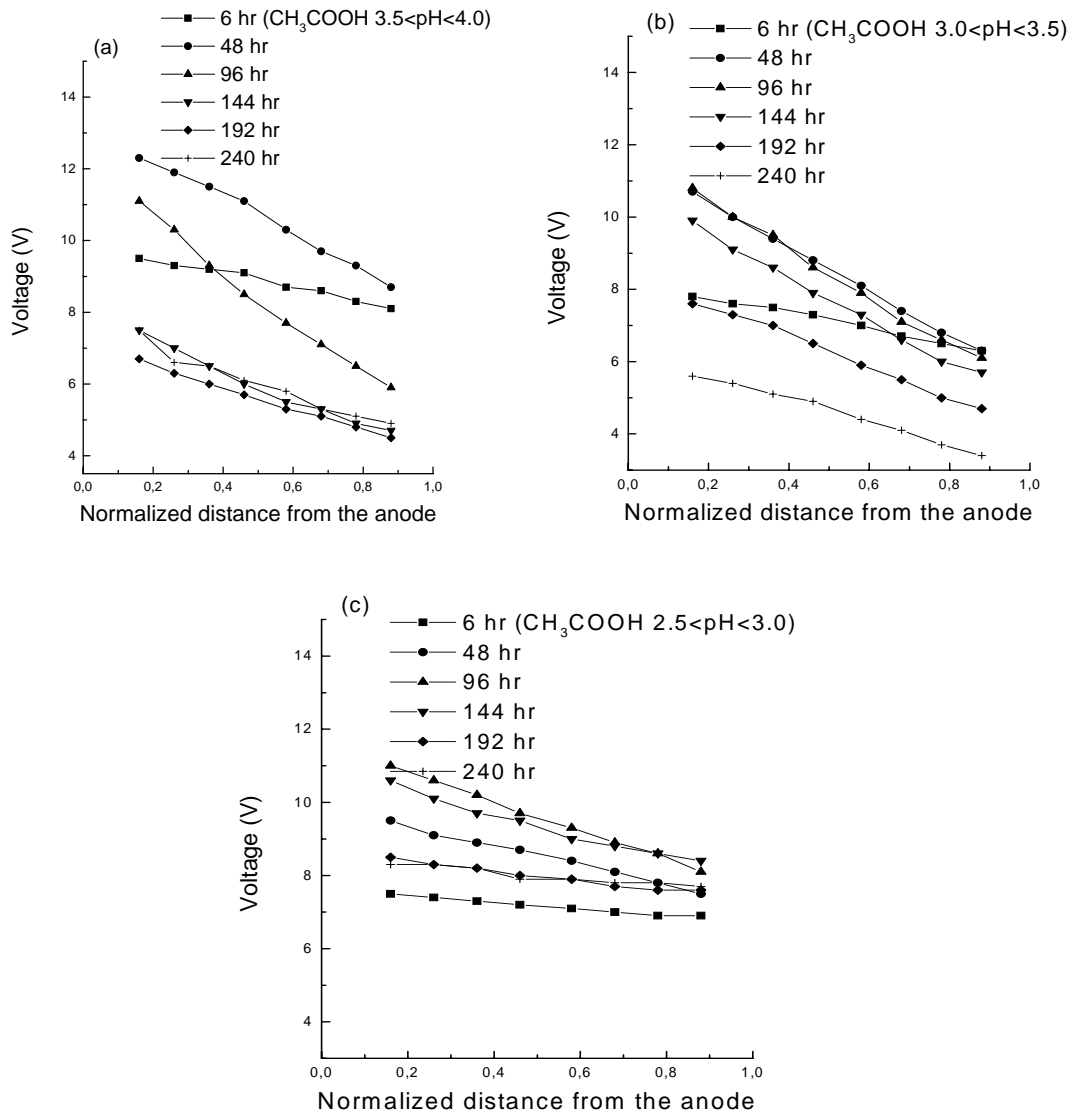 (a)
6 hr (CH₃COOH 3.5<pH<4.0)
48 hr
96 hr
144 hr
192 hr
240 hr
14
12
10
8
6
4
Voltage (V)
0,0 0,2 0,4 0,6 0,8 1,0
Normalized distance from the anode
(b)
6 hr (CH₃COOH 3.0<pH<3.5)
48 hr
96 hr
144 hr
192 hr
240 hr
14
12
10
8
6
4
Voltage (V)
0,0 0,2 0,4 0,6 0,8 1,0
Normalized distance from the anode
(c)
6 hr (CH₃COOH 2.5<pH<3.0)
48 hr
96 hr
144 hr
192 hr
240 hr
14
12
10
8
6
4
Voltage (V)
0,0 0,2 0,4 0,6 0,8 1,0
Normalized distance from the anode